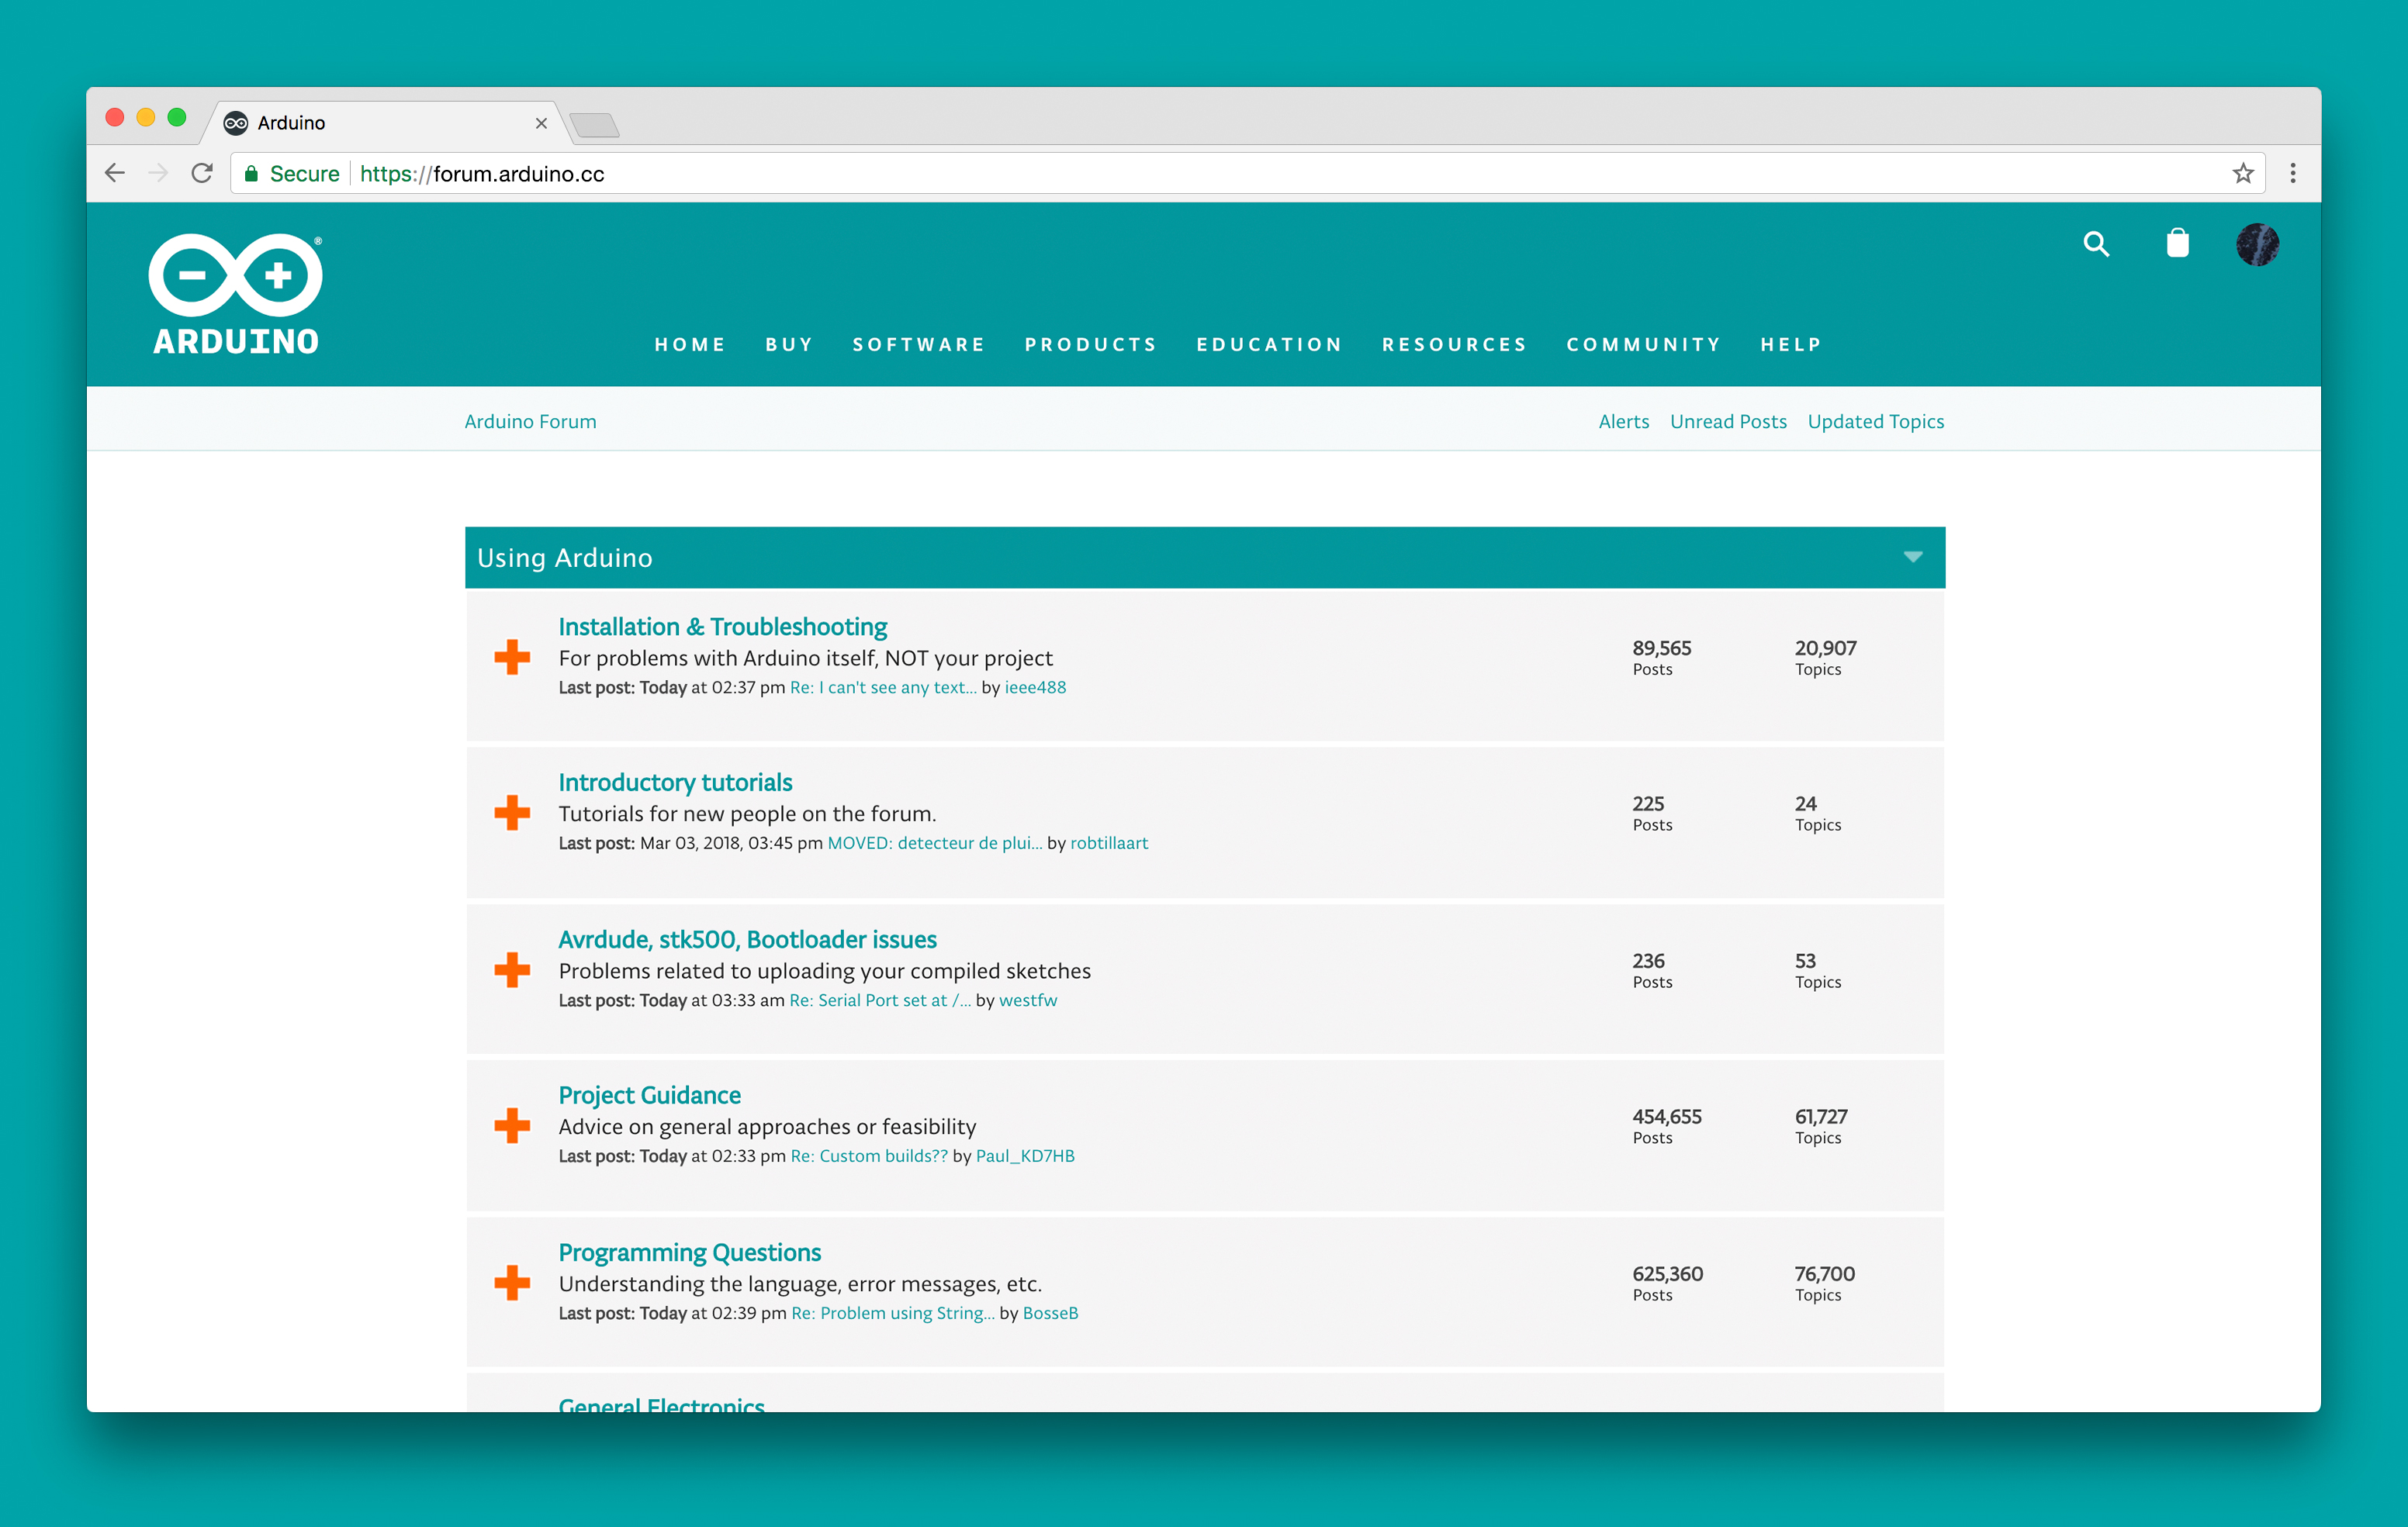 Arduino
Secure https://forum.arduino.cc
®
ARDUINO
HOME BUY SOFTWARE PRODUCTS EDUCATION RESOURCES COMMUNITY HELP
Arduino Forum Alerts Unread Posts Updated Topics
Using Arduino
Installation & Troubleshooting
For problems with Arduino itself, NOT your project
Last post: Today at 02:37 pm Re: I can't see any text... by ieee488
89,565 20,907
Posts Topics
Introductory tutorials
Tutorials for new people on the forum.
Last post: Mar 03, 2018, 03:45 pm MOVED: detecteur de plui... by robtillaart
225 24
Posts Topics
Avrdude, stk500, Bootloader issues
Problems related to uploading your compiled sketches
Last post: Today at 03:33 am Re: Serial Port set at /... by westfw
236 53
Posts Topics
Project Guidance
Advice on general approaches or feasibility
Last post: Today at 02:33 pm Re: Custom builds?? by Paul_KD7HB
454,655 61,727
Posts Topics
Programming Questions
Understanding the language, error messages, etc.
Last post: Today at 02:39 pm Re: Problem using String... by BosseB
625,360 76,700
Posts Topics
General Electronics